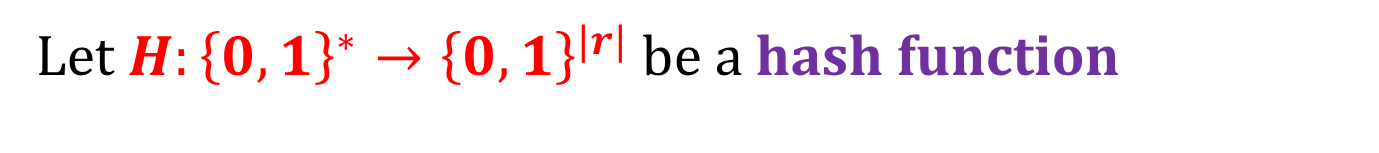 Let H: {0, 1}* → {0, 1}^|r| be a hash function